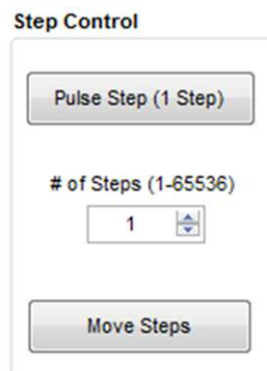 Step Control
Pulse Step (1 Step)
# of Steps (1-65536)
1
Move Steps